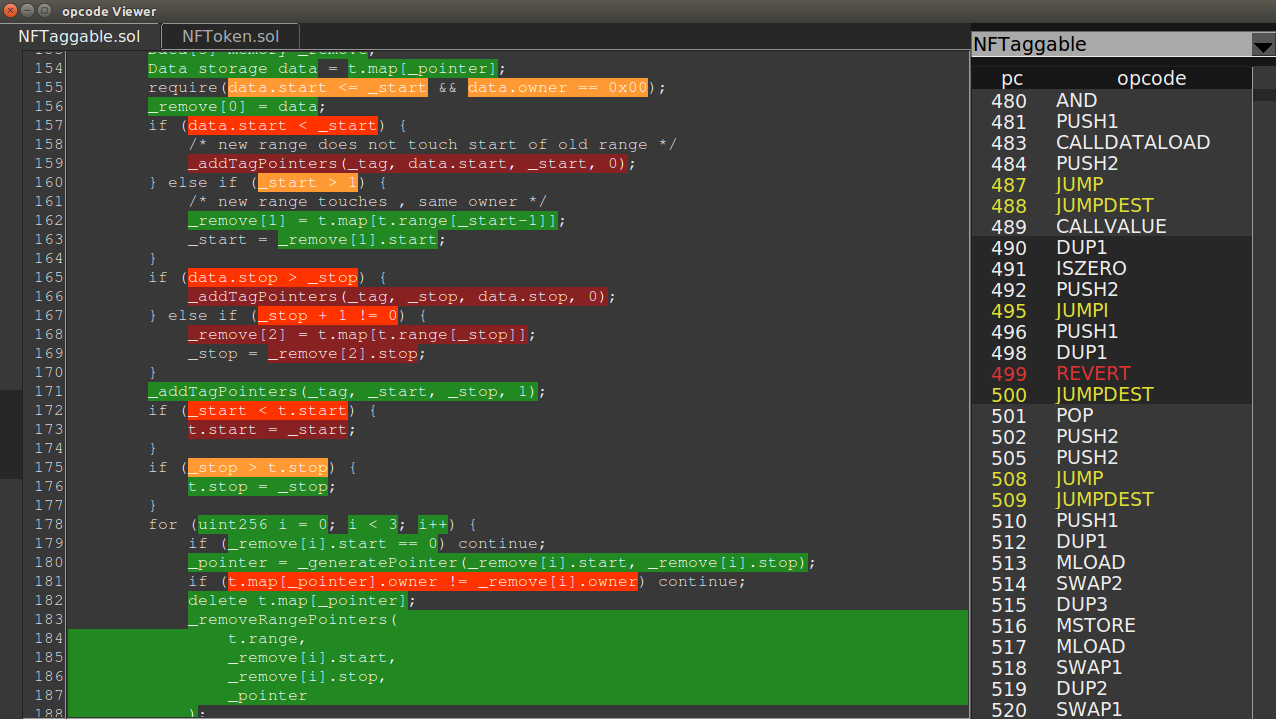 opcode Viewer
NFTaggable.sol
NFToken.sol
154 Data storage data = t.map[_pointer];
155 require(data.start <= _start && data.owner == 0x00);
156 _remove[0] = data;
157 if (data.start < _start) {
158 /* new range does not touch start of old range */
159 _addTagPointers(_tag, data.start, _start, 0);
160 } else if (_start > 1) {
161 /* new range touches , same owner */
162 _remove[1] = t.map[t.range[_start-1]];
163 _start = _remove[1].start;
164 }
165 if (data.stop > _stop) {
166 _addTagPointers(_tag, _stop, data.stop, 0);
167 } else if (_stop + 1 != 0) {
168 _remove[2] = t.map[t.range[_stop]];
169 _stop = _remove[2].stop;
170 }
171 _addTagPointers(_tag, _start, _stop, 1);
172 if (_start < t.start) {
173 t.start = _start;
174 }
175 if (_stop > t.stop) {
176 t.stop = _stop;
177 }
178 for (uint256 i = 0; i < 3; i++) {
179 if (_remove[i].start == 0) continue;
180 _pointer = _generatePointer(_remove[i].start, _remove[i].stop);
181 if (t.map[_pointer].owner != _remove[i].owner) continue;
182 delete t.map[_pointer];
183 _removeRangePointers(
184 t.range,
185 _remove[i].start,
186 _remove[i].stop,
187 _pointer
188 );
NFTaggable
pc opcode
480 AND
481 PUSH1
483 CALLDATALOAD
484 PUSH2
487 JUMP
488 JUMPDEST
489 CALLVALUE
490 DUP1
491 ISZERO
492 PUSH2
495 JUMPI
496 PUSH1
498 DUP1
499 REVERT
500 JUMPDEST
501 POP
502 PUSH2
505 PUSH2
508 JUMP
509 JUMPDEST
510 PUSH1
512 DUP1
513 MLOAD
514 SWAP2
515 DUP3
516 MSTORE
517 MLOAD
518 SWAP1
519 DUP2
520 SWAP1